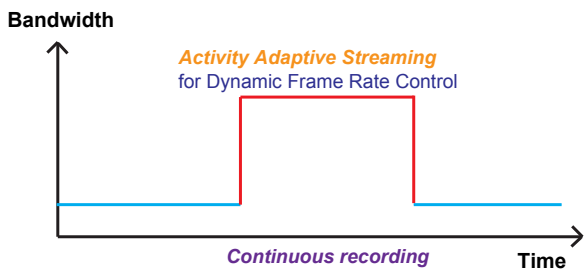 Bandwidth
Activity Adaptive Streaming
for Dynamic Frame Rate Control
Continuous recording
Time